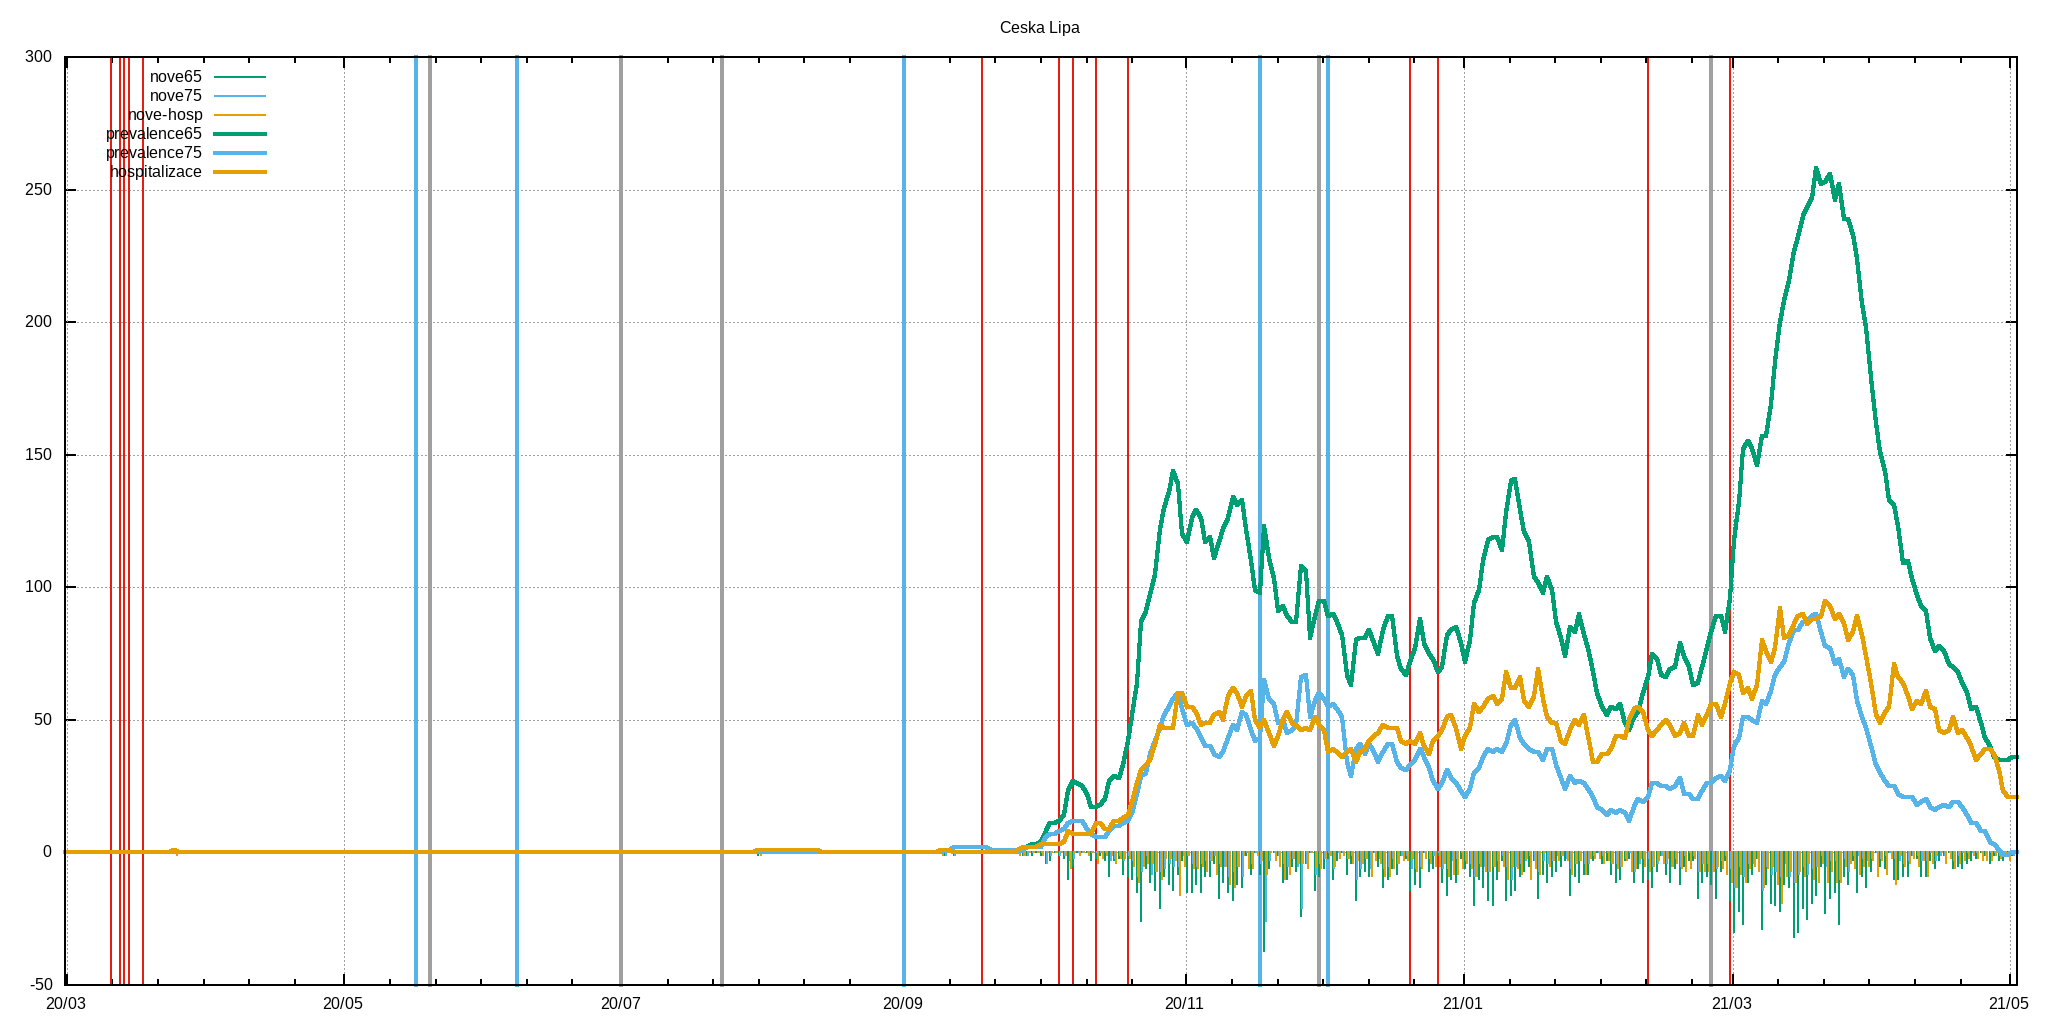 Ceska Lipa
300
250
200
150
100
50
0
-50
nove65
nove75
nove-hosp
prevalence65
prevalence75
hospitalizace
20/03 20/05 20/07 20/09 20/11 21/01 21/03 21/05